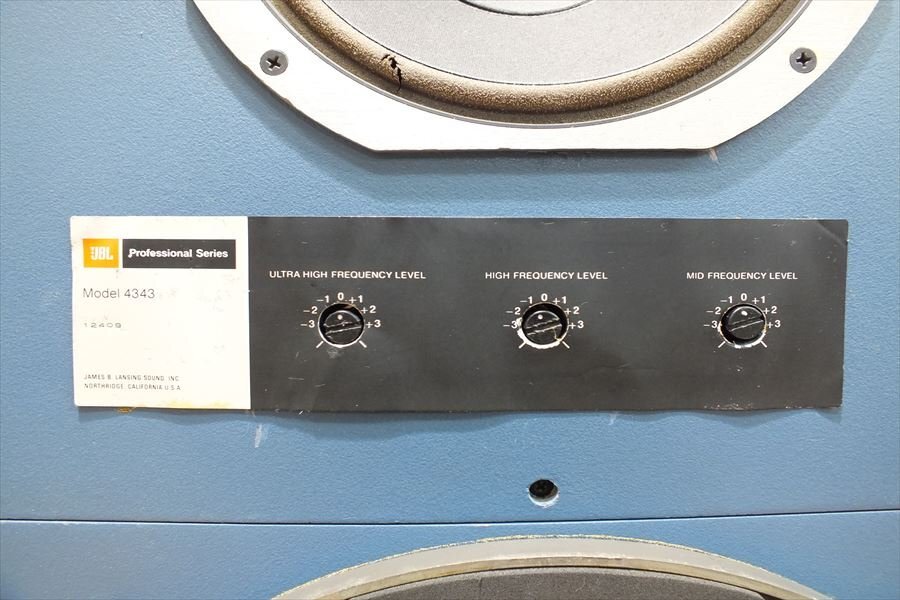 JBL Professional Series
Model 4343
12409
JAMES B. LANSING SOUND, INC.
NORTHRIDGE, CALIFORNIA U.S.A.
ULTRA HIGH FREQUENCY LEVEL
-3 -2 -1 0 +1 +2 +3
HIGH FREQUENCY LEVEL
-3 -2 -1 0 +1 +2 +3
MID FREQUENCY LEVEL
-3 -2 -1 0 +1 +2 +3